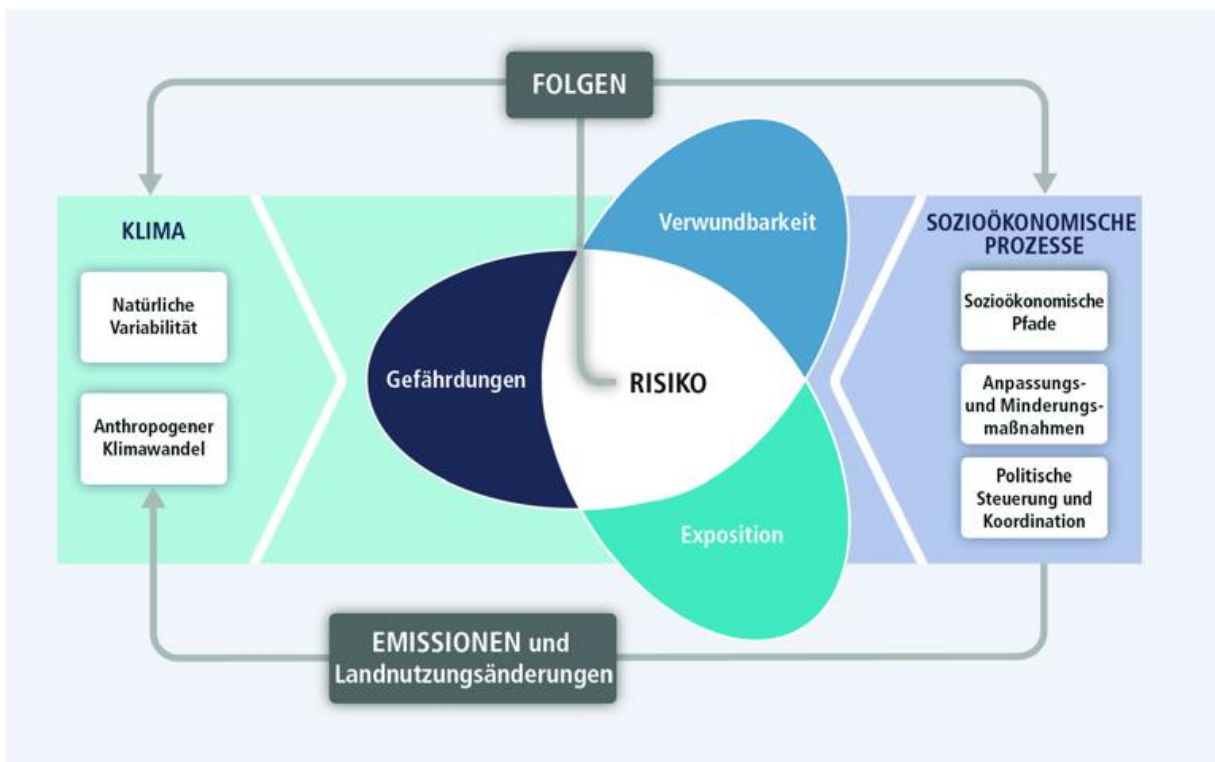 FOLGEN
KLIMA
Natürliche
Variabilität
Anthropogener
Klimawandel
Verwundbarkeit
Gefährdungen
RISIKO
Exposition
SOZIOÖKONOMISCHE
PROZESSE
Sozioökonomische
Pfade
Anpassungs-
und Minderungs-
maßnahmen
Politische
Steuerung und
Koordination
EMISSIONEN und
Landnutzungsänderungen